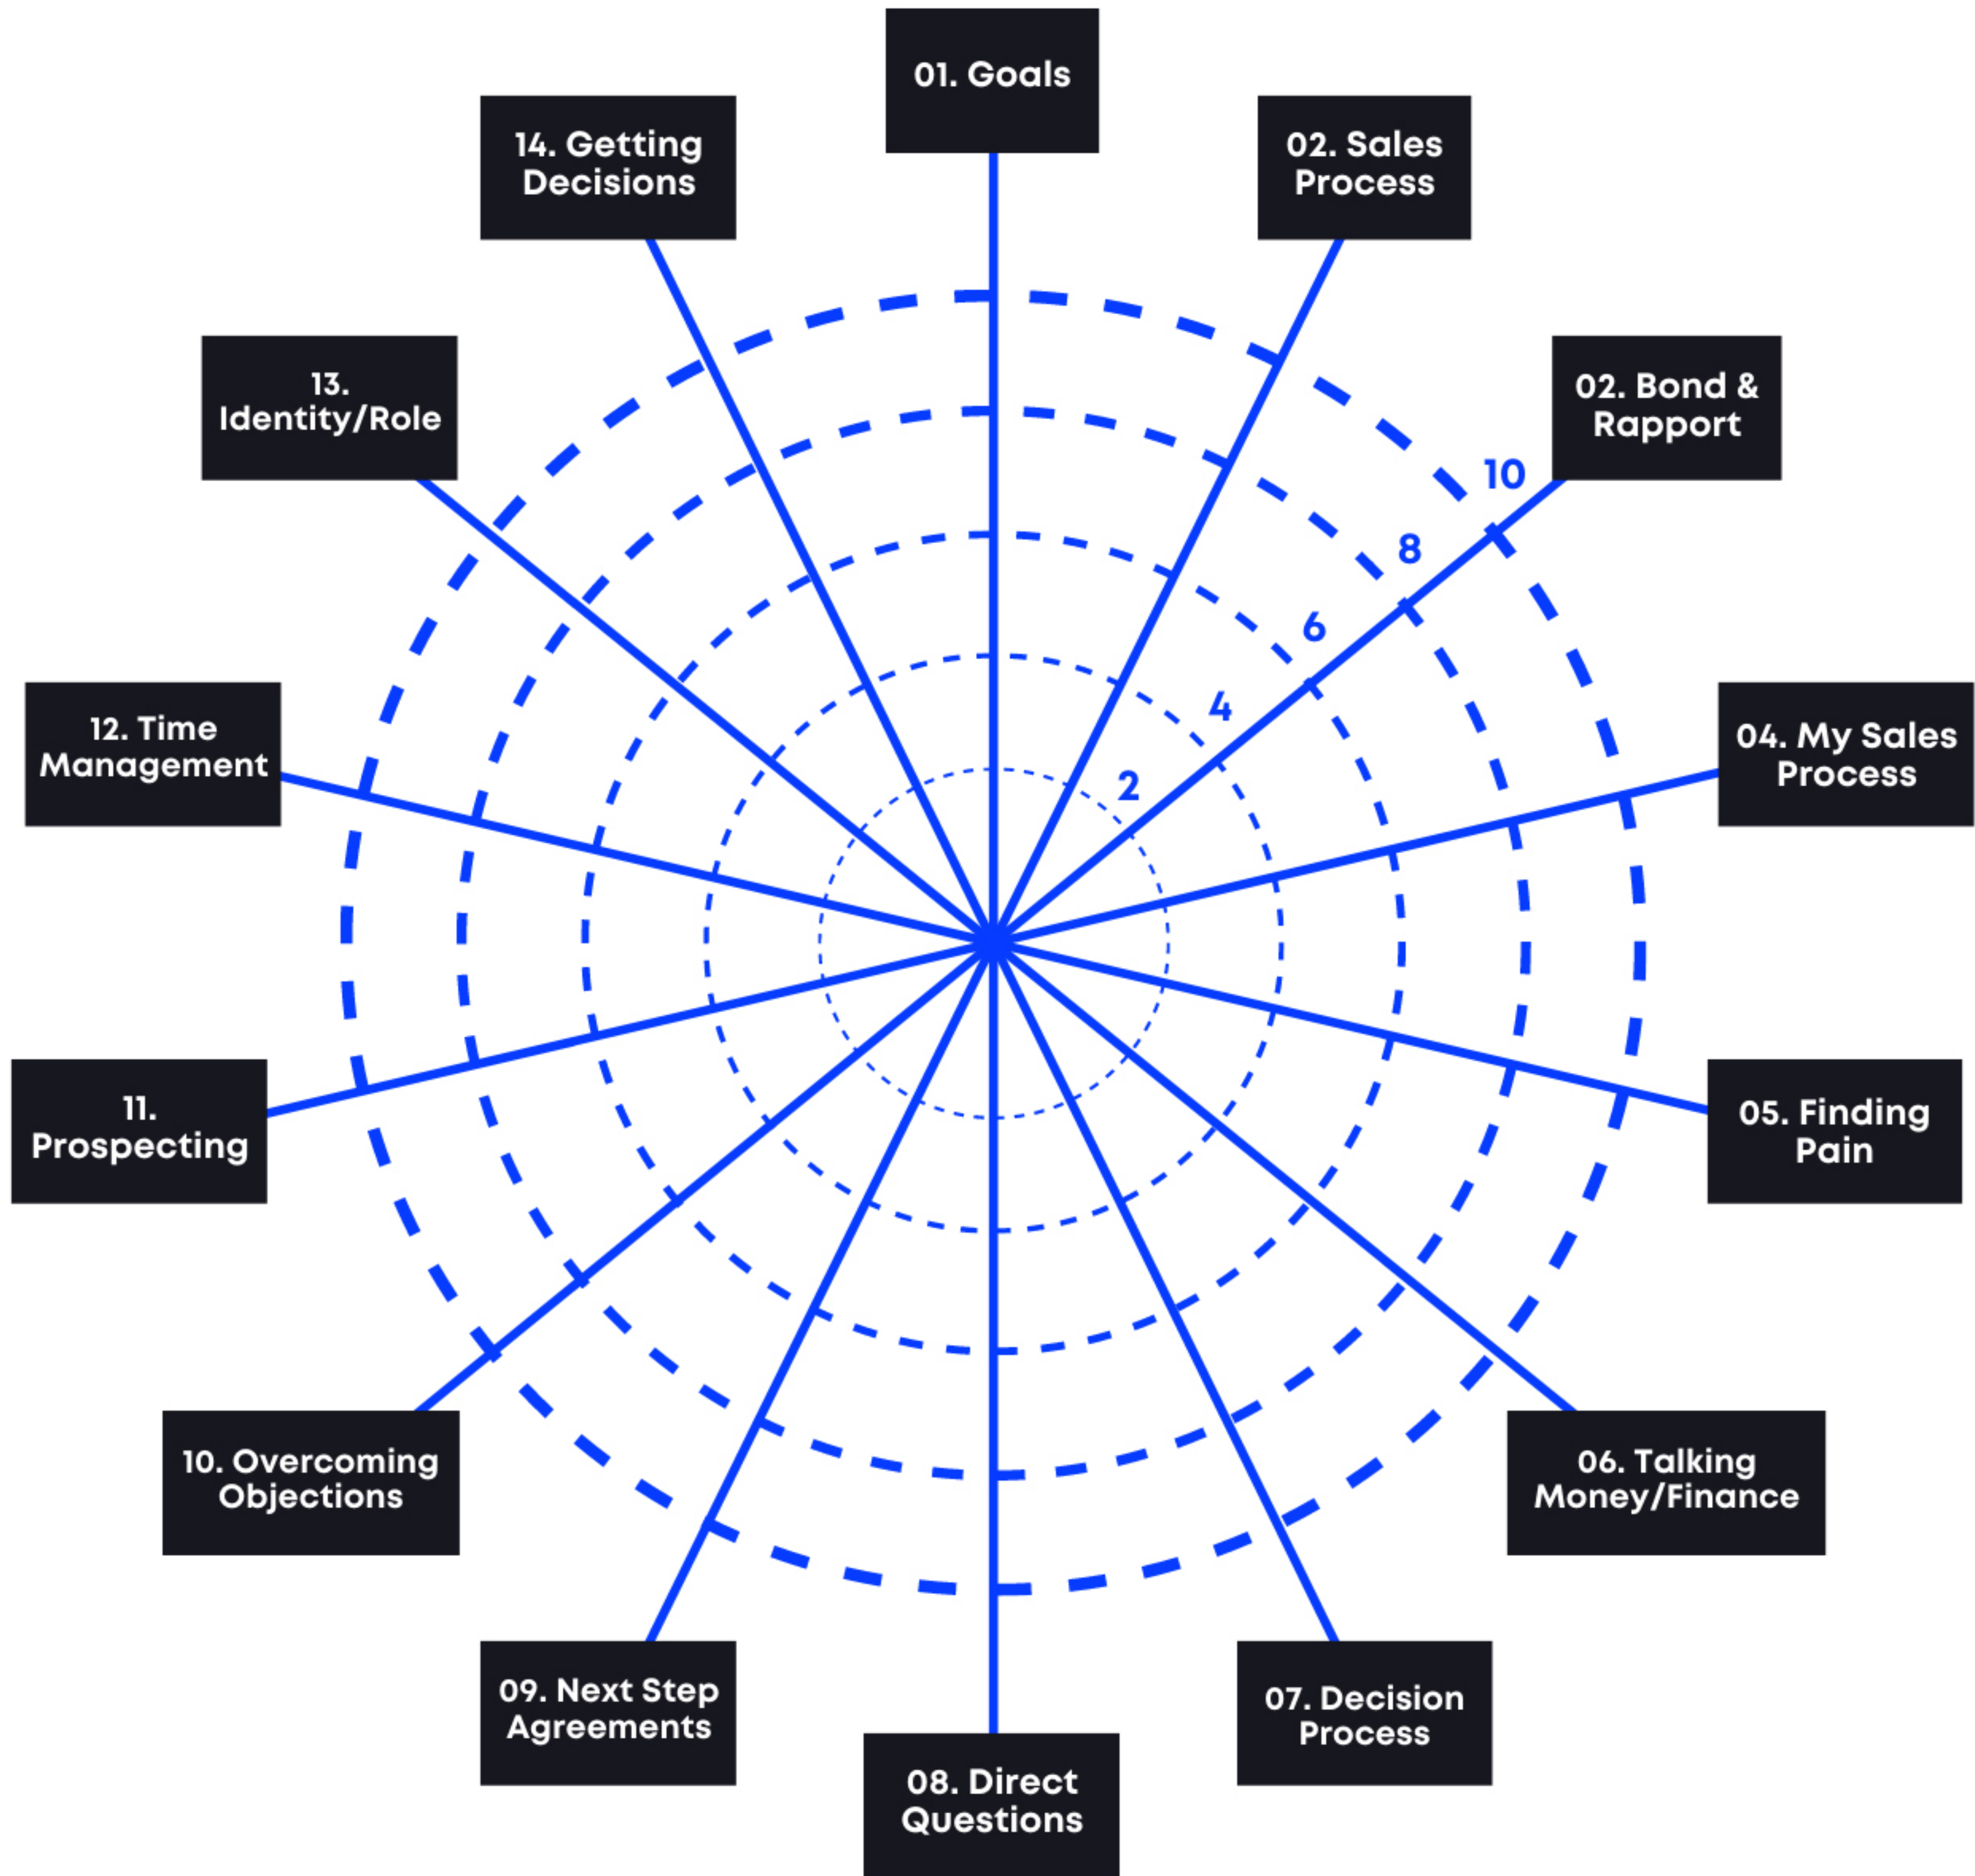 01. Goals
02. Sales
Process
02. Bond &
Rapport
04. My Sales
Process
05. Finding
Pain
06. Talking
Money/Finance
07. Decision
Process
08. Direct
Questions
09. Next Step
Agreements
10. Overcoming
Objections
11.
Prospecting
12. Time
Management
13.
Identity/Role
14. Getting
Decisions
10
8
6
4
2